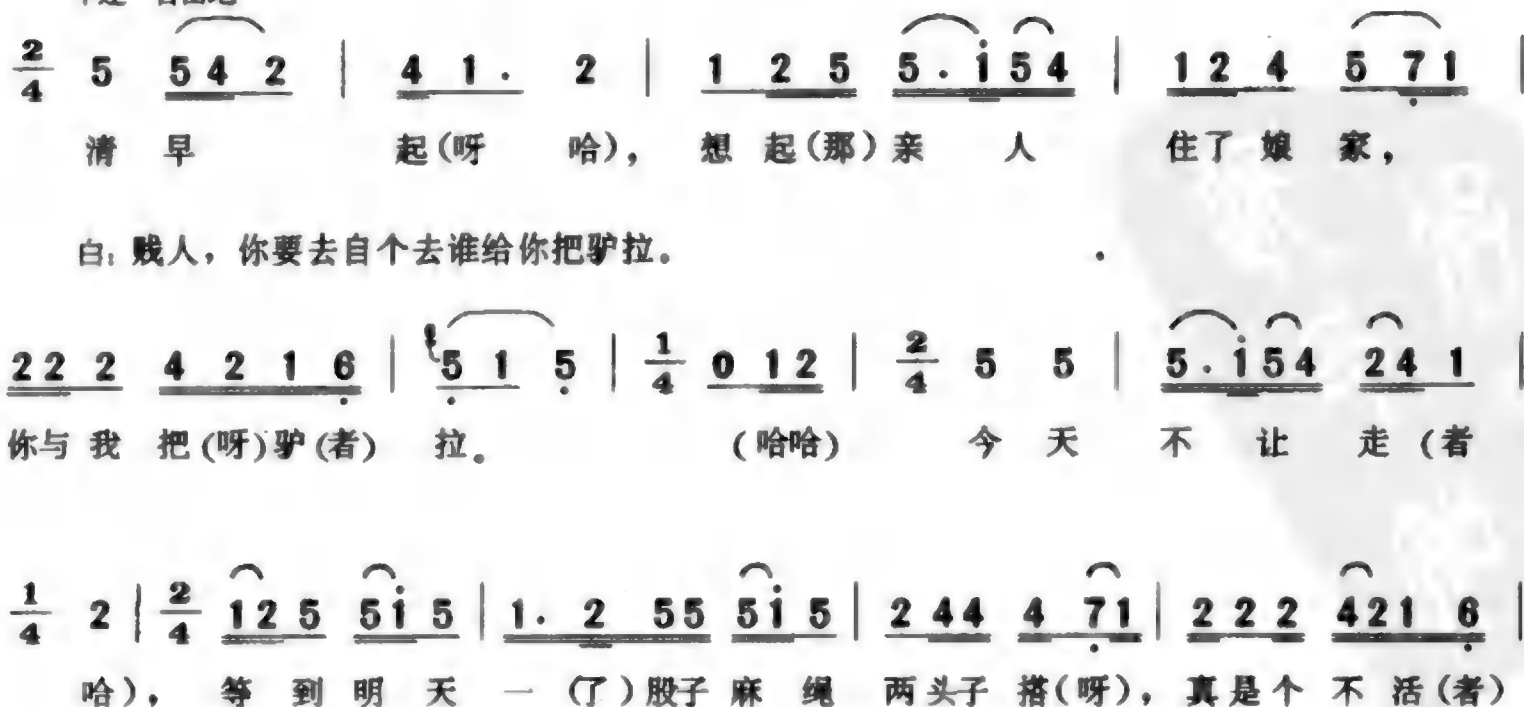 2/4 5 5 4 2 | 4 1 · 2 | 1 2 5 5 · i̇ 5 4 | 1 2 4 5 7̣ 1 |
清 早 起(呀 哈), 想 起(那)亲 人 住了 娘 家,
白: 贱人，你要去自个去谁给你把驴拉。
2 2 2 4 2 1 6̣ | 5̣ 1 5̣ | 1/4 0 1 2 | 2/4 5 5 | 5 · i̇ 5 4 2 4 1 |
你与 我 把(呀)驴(者) 拉。 (哈哈) 今 天 不 让 走 (者
1/4 2 | 2/4 1 2 5 5 i̇ 5 | 1 · 2 5 5 5 i̇ 5 | 2 4 4 4 7̣ 1 | 2 2 2 4 2 1 6̣ |
哈), 等 到 明 天 一 (了)股子 麻 绳 两头子 搭(呀), 真是个 不 活(者)